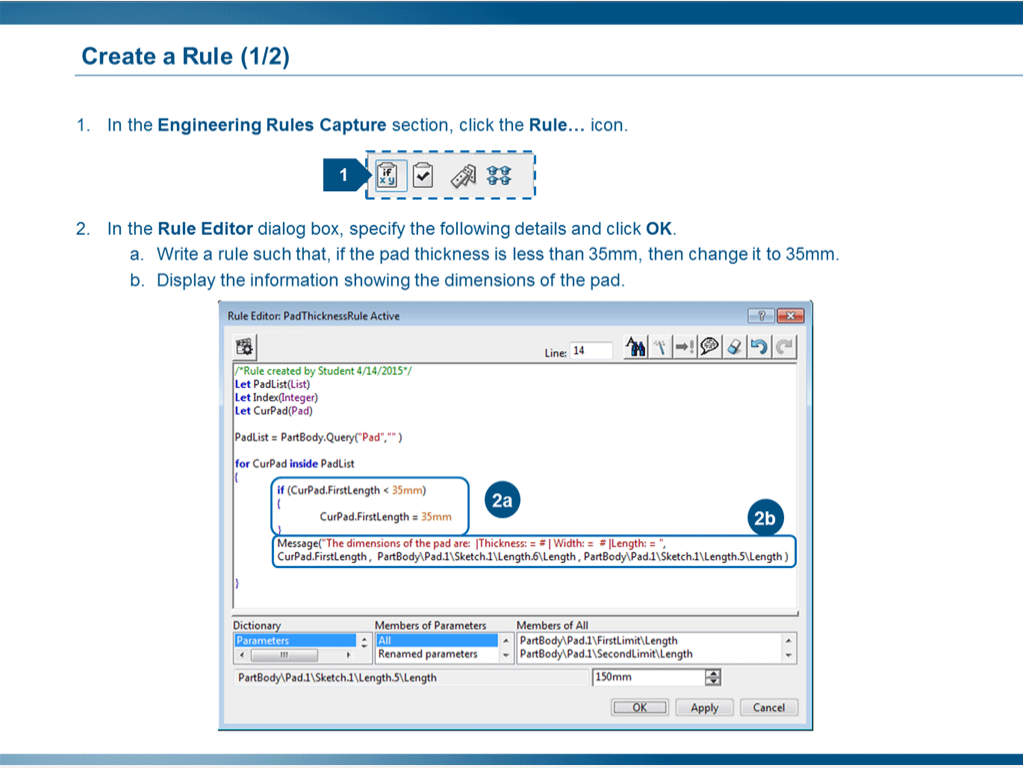 Create a Rule (1/2)
1. In the Engineering Rules Capture section, click the Rule... icon.
1
if
x y
2. In the Rule Editor dialog box, specify the following details and click OK.
a. Write a rule such that, if the pad thickness is less than 35mm, then change it to 35mm.
b. Display the information showing the dimensions of the pad.
Rule Editor: PadThicknessRule Active
Line: 14
/*Rule created by Student 4/14/2015*/
Let PadList(List)
Let Index(Integer)
Let CurPad(Pad)
PadList = PartBody.Query("Pad","" )
for CurPad inside PadList
{
if (CurPad.FirstLength < 35mm)
{
2a
CurPad.FirstLength = 35mm
}
2b
Message("The dimensions of the pad are: |Thickness: = # | Width: = # |Length: = ",
CurPad.FirstLength , PartBody\Pad.1\Sketch.1\Length.6\Length , PartBody\Pad.1\Sketch.1\Length.5\Length )
}
Dictionary Members of Parameters Members of All
Parameters All PartBody\Pad.1\FirstLimit\Length
Renamed parameters PartBody\Pad.1\SecondLimit\Length
PartBody\Pad.1\Sketch.1\Length.5\Length 150mm
OK Apply Cancel